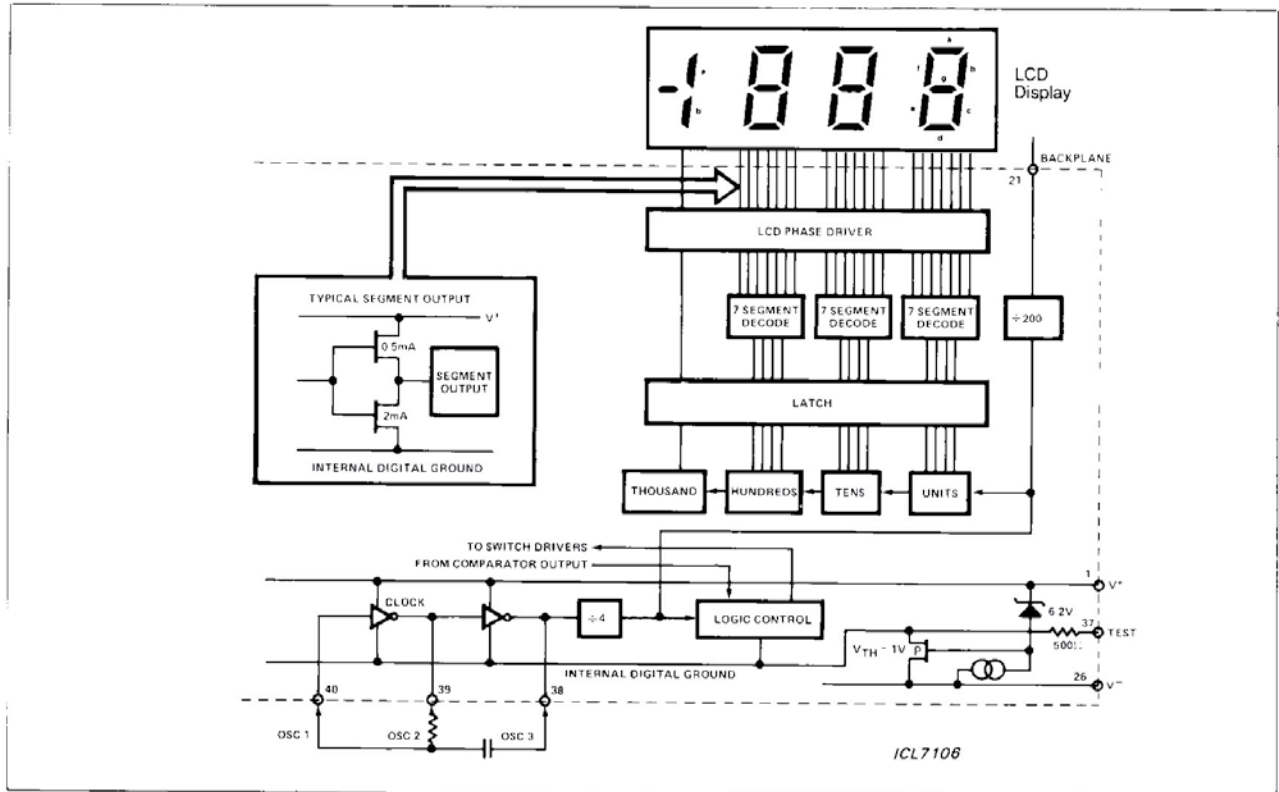 a
f
b
g
a
b
e
c
d
LCD
Display
BACKPLANE
21
LCD PHASE DRIVER
TYPICAL SEGMENT OUTPUT
V+
0.5mA
SEGMENT
OUTPUT
2mA
INTERNAL DIGITAL GROUND
7 SEGMENT
DECODE
7 SEGMENT
DECODE
7 SEGMENT
DECODE
÷200
LATCH
THOUSAND
HUNDREDS
TENS
UNITS
TO SWITCH DRIVERS
FROM COMPARATOR OUTPUT
1
V+
CLOCK
6.2V
÷4
LOGIC CONTROL
37
TEST
500Ω
VTH = 1V
P
INTERNAL DIGITAL GROUND
26
V−
40
39
38
OSC 1
OSC 2
OSC 3
ICL7106